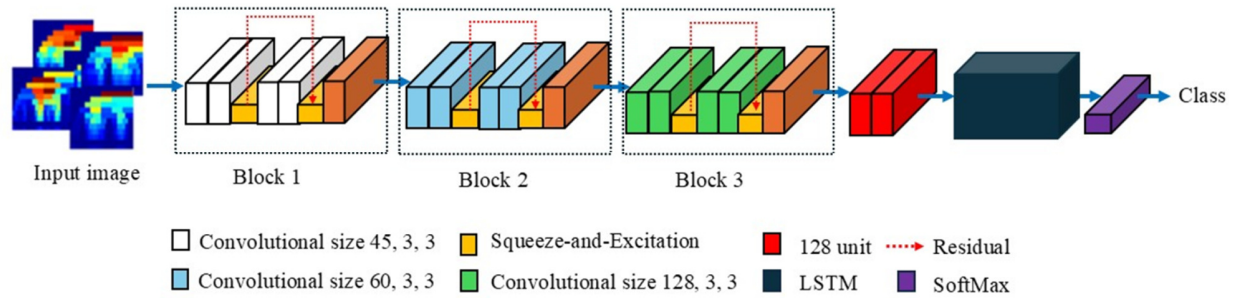 Class
Input image
Block 1
Block 2
Block 3
Convolutional size 45, 3, 3
Squeeze-and-Excitation
128 unit
Residual
Convolutional size 60, 3, 3
Convolutional size 128, 3, 3
LSTM
SoftMax